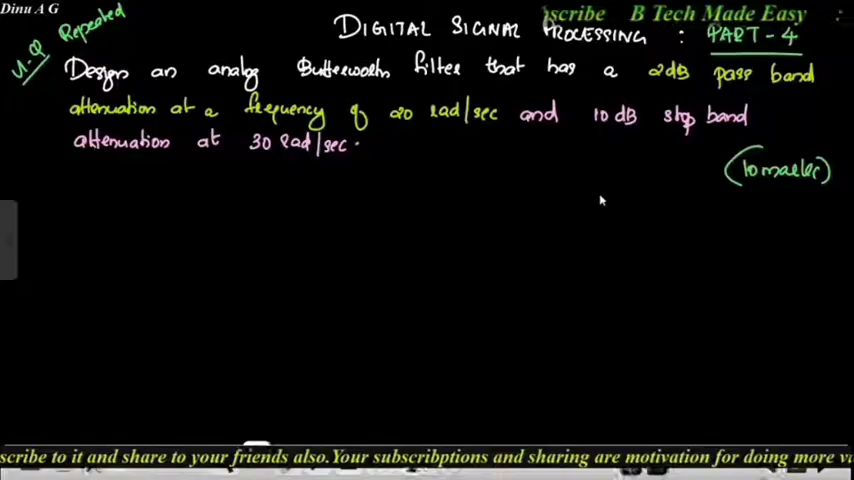 Dinu A G
bscribe B Tech Made Easy
DIGITAL SIGNAL PROCESSING : PART - 4
U.Q Repeated
Design an analog Butterworth filter that has a 2dB pass band
attenuation at a frequency of 20 rad/sec and 10 dB stop band
attenuation at 30 rad/sec.
(10 marks)
scribe to it and share to your friends also.Your subscribptions and sharing are motivation for doing more v